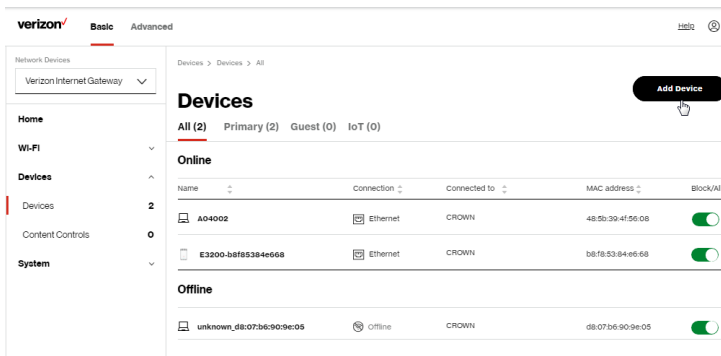 verizon✓ Basic Advanced Help
Network Devices
Verizon Internet Gateway
Home
Wi-Fi
Devices
Devices 2
Content Controls 0
System
Devices > Devices > All
Add Device
Devices
All (2) Primary (2) Guest (0) IoT (0)
Online
Name Connection Connected to MAC address Block/All
A04002 Ethernet CROWN 48:5b:39:4f:56:08
E3200-b8f85384e668 Ethernet CROWN b8:f8:53:84:e6:68
Offline
unknown_d8:07:b6:90:9e:05 Offline CROWN d8:07:b6:90:9e:05